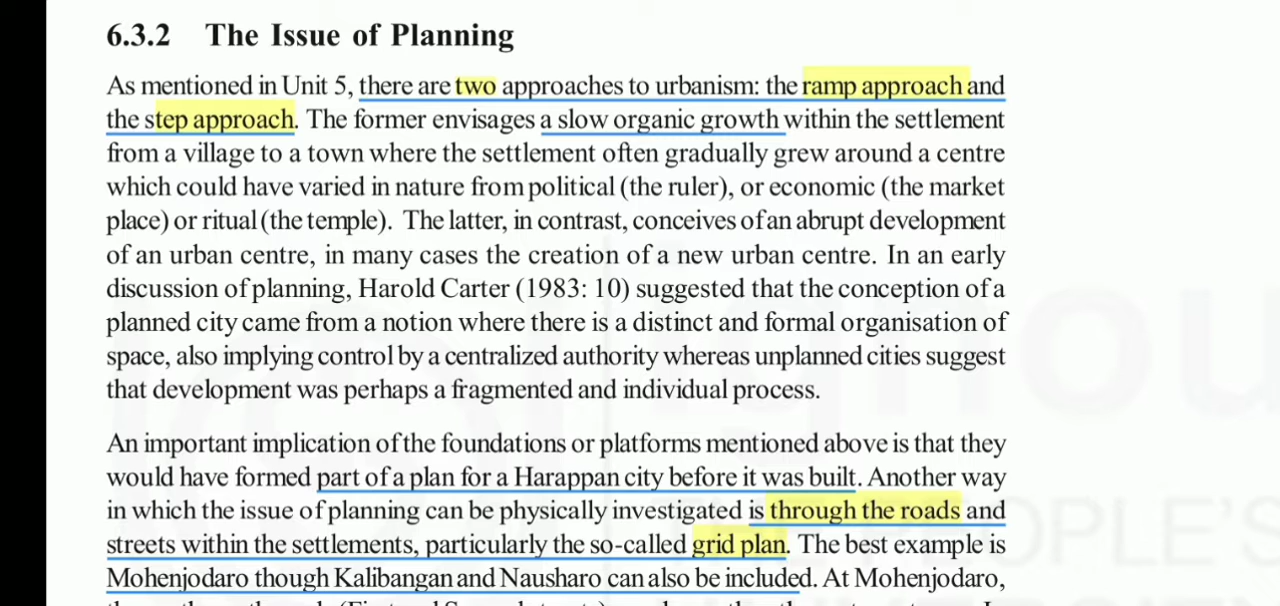 6.3.2 The Issue of Planning
As mentioned in Unit 5, there are two approaches to urbanism: the ramp approach and
the step approach. The former envisages a slow organic growth within the settlement
from a village to a town where the settlement often gradually grew around a centre
which could have varied in nature from political (the ruler), or economic (the market
place) or ritual (the temple). The latter, in contrast, conceives of an abrupt development
of an urban centre, in many cases the creation of a new urban centre. In an early
discussion of planning, Harold Carter (1983: 10) suggested that the conception of a
planned city came from a notion where there is a distinct and formal organisation of
space, also implying control by a centralized authority whereas unplanned cities suggest
that development was perhaps a fragmented and individual process.
An important implication of the foundations or platforms mentioned above is that they
would have formed part of a plan for a Harappan city before it was built. Another way
in which the issue of planning can be physically investigated is through the roads and
streets within the settlements, particularly the so-called grid plan. The best example is
Mohenjodaro though Kalibangan and Nausharo can also be included. At Mohenjodaro,
ignou
THE PEOPLE'S